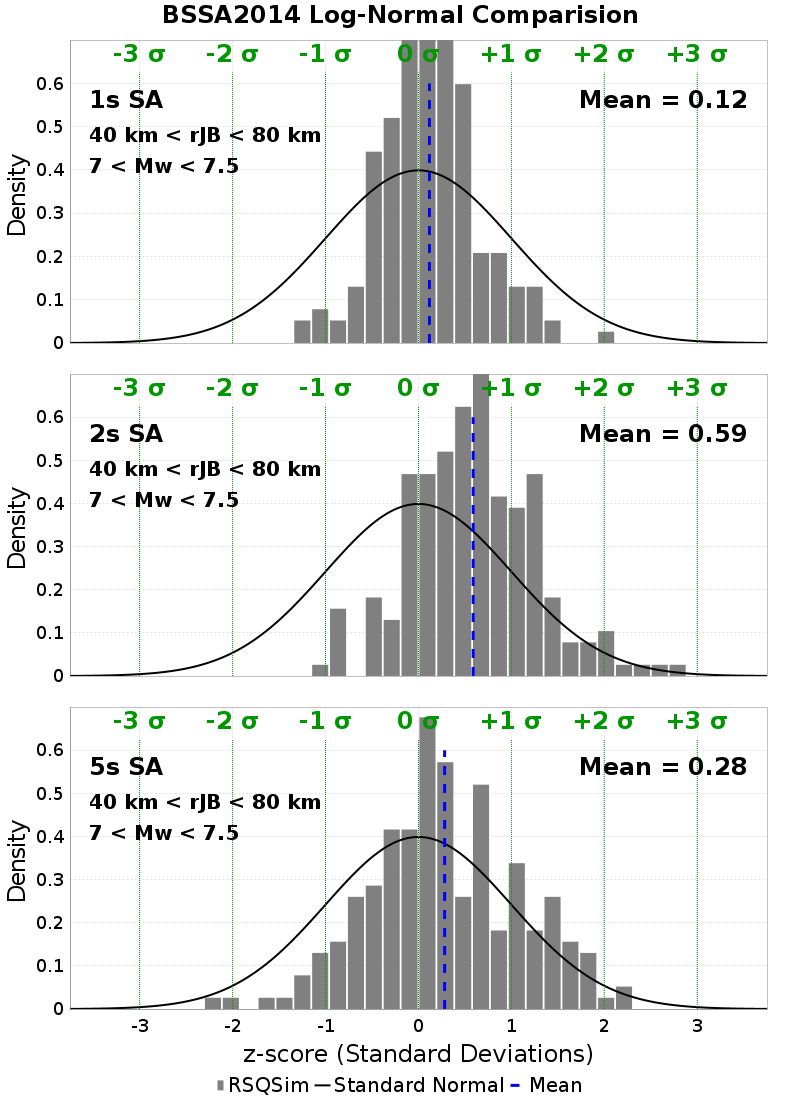 BSSA2014 Log-Normal Comparision
-3 σ -2 σ -1 σ 0 σ +1 σ +2 σ +3 σ
1s SA Mean = 0.12
40 km < rJB < 80 km
7 < Mw < 7.5
Density
0.6
0.5
0.4
0.3
0.2
0.1
0
-3 σ -2 σ -1 σ 0 σ +1 σ +2 σ +3 σ
2s SA Mean = 0.59
40 km < rJB < 80 km
7 < Mw < 7.5
Density
0.6
0.5
0.4
0.3
0.2
0.1
0
-3 σ -2 σ -1 σ 0 σ +1 σ +2 σ +3 σ
5s SA Mean = 0.28
40 km < rJB < 80 km
7 < Mw < 7.5
Density
0.6
0.5
0.4
0.3
0.2
0.1
0
-3 -2 -1 0 1 2 3
z-score (Standard Deviations)
RSQSim Standard Normal Mean